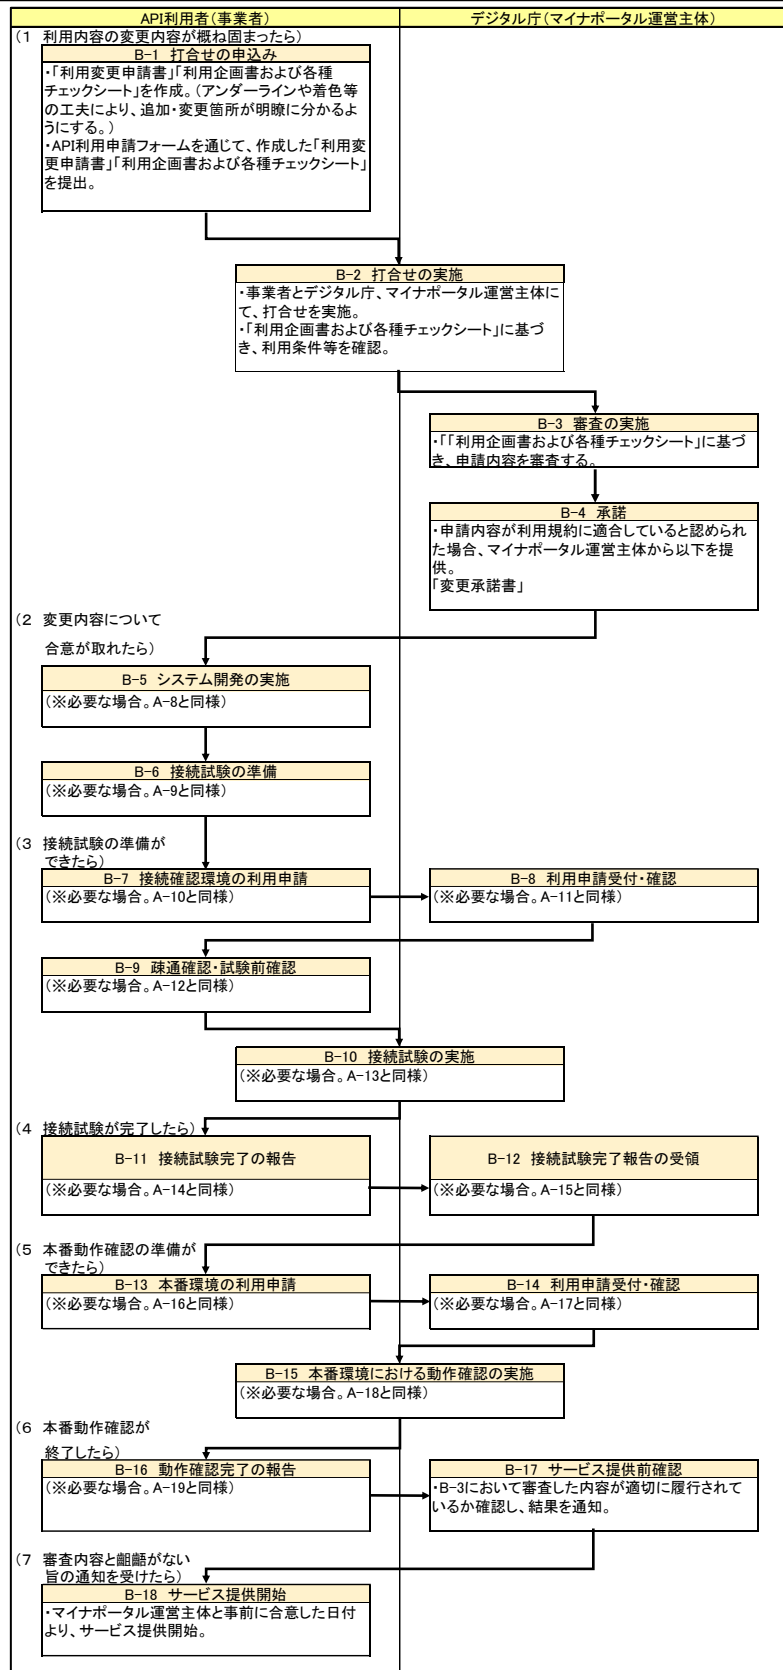 API利用者(事業者)
デジタル庁(マイナポータル運営主体)
(1 利用内容の変更内容が概ね固まったら)
B-1 打合せの申込み
・「利用変更申請書」「利用企画書および各種
チェックシート」を作成。(アンダーラインや着色等
の工夫により、追加・変更箇所が明瞭に分かるよ
うにする。)
・API利用申請フォームを通じて、作成した「利用変
更申請書」「利用企画書および各種チェックシート」
を提出。
B-2 打合せの実施
・事業者とデジタル庁、マイナポータル運営主体に
て、打合せを実施。
・「利用企画書および各種チェックシート」に基づ
き、利用条件等を確認。
B-3 審査の実施
・「「利用企画書および各種チェックシート」に基づ
き、申請内容を審査する。
B-4 承諾
・申請内容が利用規約に適合していると認められ
た場合、マイナポータル運営主体から以下を提
供。
「変更承諾書」
(2 変更内容について
合意が取れたら)
B-5 システム開発の実施
(※必要な場合。A-8と同様)
B-6 接続試験の準備
(※必要な場合。A-9と同様)
(3 接続試験の準備が
できたら)
B-7 接続確認環境の利用申請
(※必要な場合。A-10と同様)
B-8 利用申請受付・確認
(※必要な場合。A-11と同様)
B-9 疎通確認・試験前確認
(※必要な場合。A-12と同様)
B-10 接続試験の実施
(※必要な場合。A-13と同様)
(4 接続試験が完了したら)
B-11 接続試験完了の報告
(※必要な場合。A-14と同様)
B-12 接続試験完了報告の受領
(※必要な場合。A-15と同様)
(5 本番動作確認の準備が
できたら)
B-13 本番環境の利用申請
(※必要な場合。A-16と同様)
B-14 利用申請受付・確認
(※必要な場合。A-17と同様)
B-15 本番環境における動作確認の実施
(※必要な場合。A-18と同様)
(6 本番動作確認が
終了したら)
B-16 動作確認完了の報告
(※必要な場合。A-19と同様)
B-17 サービス提供前確認
・B-3において審査した内容が適切に履行されて
いるか確認し、結果を通知。
(7 審査内容と齟齬がない
旨の通知を受けたら)
B-18 サービス提供開始
・マイナポータル運営主体と事前に合意した日付
より、サービス提供開始。